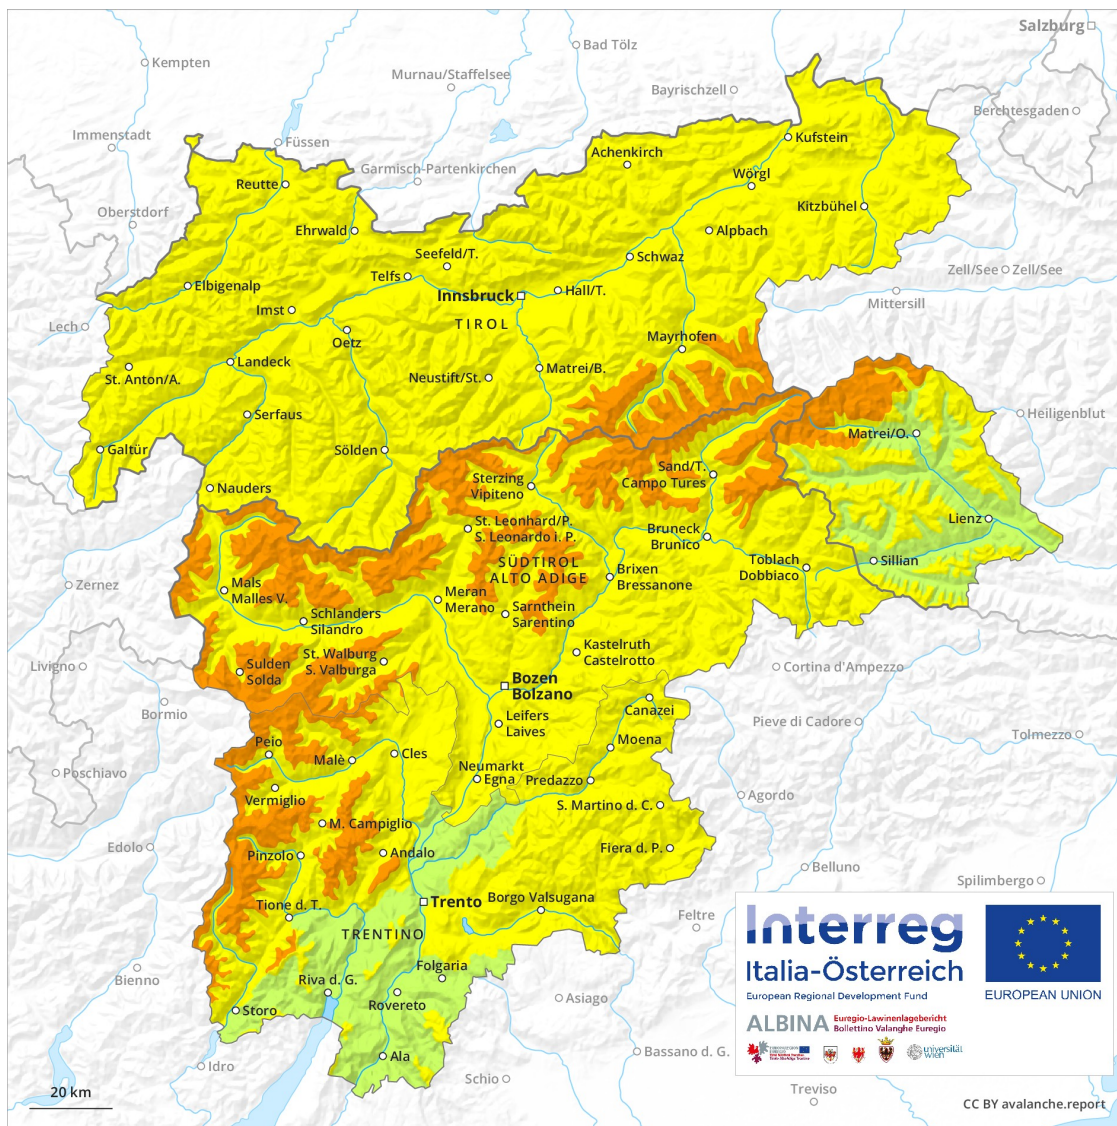 Salzburg
Bad Tölz
Kempten
Murnau/Staffelsee
Bayrischzell
Berchtesgaden
Immenstadt
Füssen
Kufstein
Achenkirch
Garmisch-Partenkirchen
Wörgl
Reutte
Oberstdorf
Kitzbühel
Ehrwald
Alpbach
Seefeld/T.
Schwaz
Telfs
Zell/See
Zell/See
Elbigenalp
Innsbruck
Hall/T.
Mittersill
Imst
TIROL
Lech
Oetz
Mayrhofen
Landeck
Matrei/B.
St. Anton/A.
Neustift/St.
Serfaus
Heiligenblut
Matrei/O.
Galtür
Sölden
Sand/T.
Campo Tures
Sterzing
Vipiteno
Nauders
St. Leonhard/P.
S. Leonardo i. P.
Lienz
Bruneck
Brunico
SÜDTIROL
ALTO ADIGE
Toblach
Dobbiaco
Sillian
Brixen
Bressanone
Zernez
Mals
Malles V.
Meran
Merano
Sarnthein
Sarentino
Schlanders
Silandro
Kastelruth
Castelrotto
St. Walburg
S. Valburga
Livigno
Sulden
Solda
Cortina d'Ampezzo
Bozen
Bolzano
Bormio
Canazei
Leifers
Laives
Pieve di Cadore
Tolmezzo
Peio
Moena
Cles
Malè
Poschiavo
Neumarkt
Egna
Predazzo
Vermiglio
Agordo
S. Martino d. C.
M. Campiglio
Edolo
Pinzolo
Andalo
Fiera d. P.
Belluno
Spilimbergo
Trento
Borgo Valsugana
Tione d. T.
Feltre
TRENTINO
Folgaria
Bienno
Riva d. G.
Rovereto
Asiago
Storo
Ala
Bassano d. G.
Idro
Schio
Treviso
20 km
Interreg
Italia-Österreich
European Regional Development Fund
EUROPEAN UNION
ALBINA
Euregio-Lawinenlagebericht
Bollettino Valanghe Euregio
universität
wien
CC BY avalanche.report